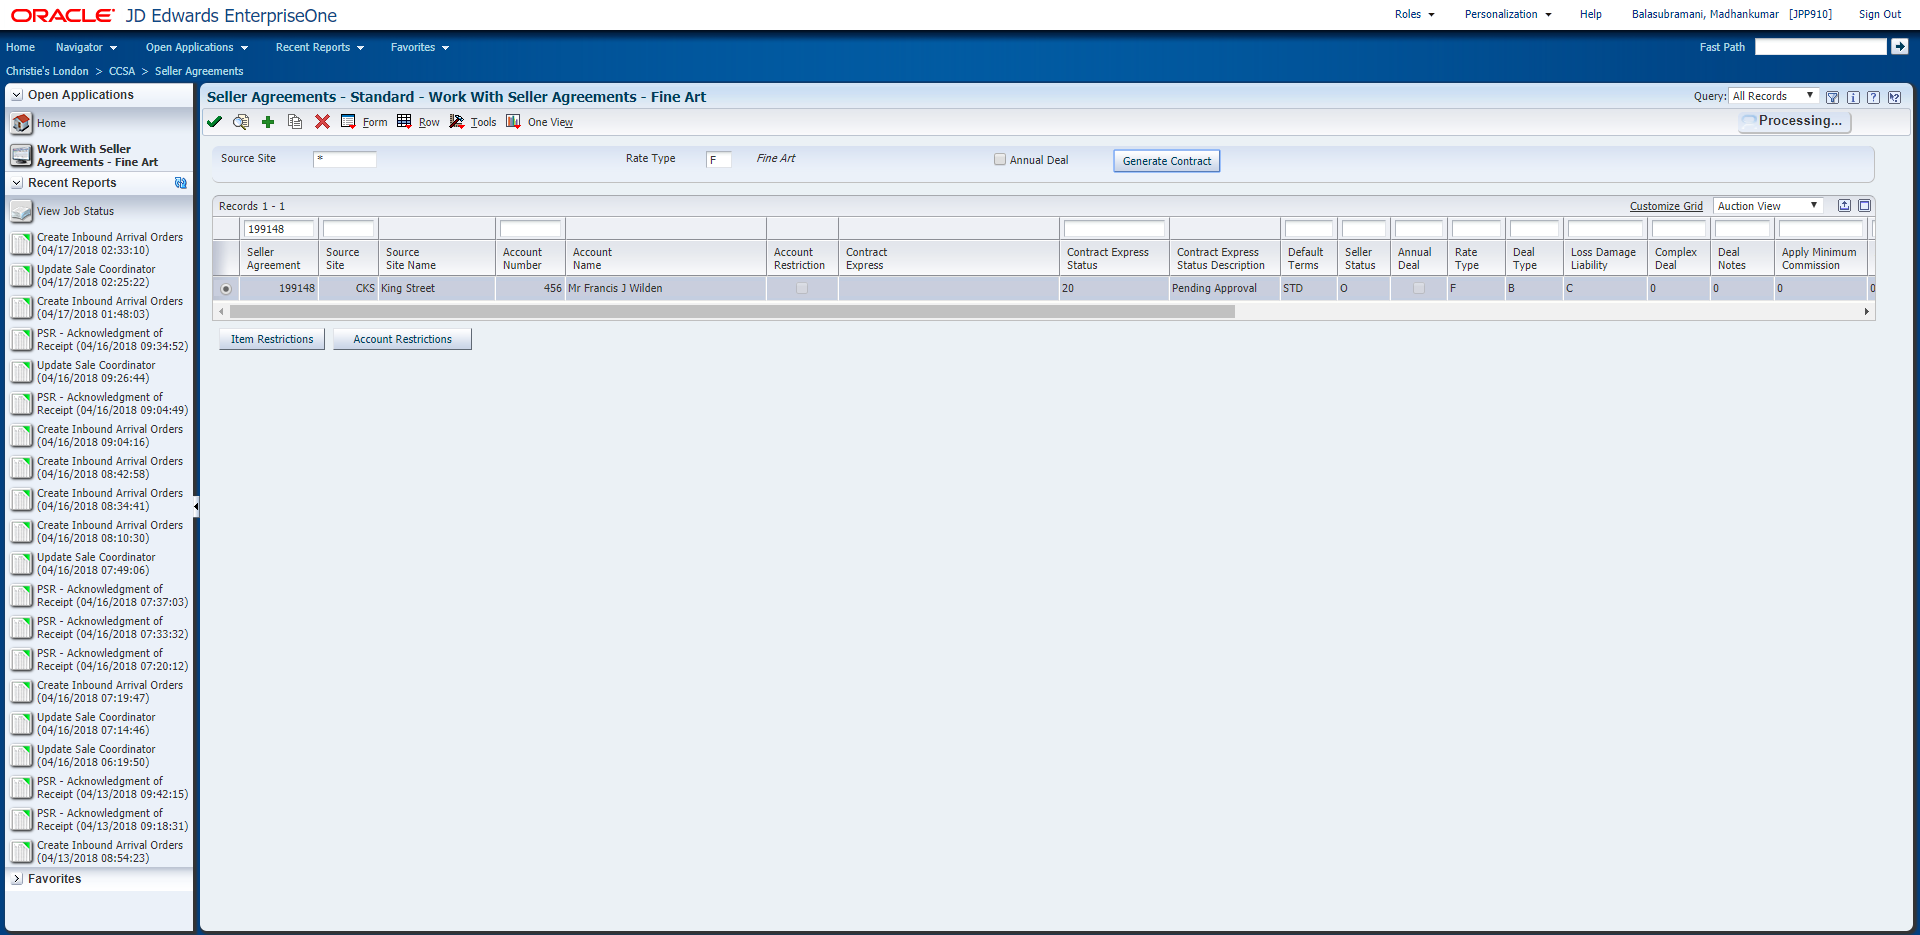 ORACLE JD Edwards EnterpriseOne
Roles Personalization Help Balasubramani, Madhankumar [JPP910] Sign Out
Home Navigator Open Applications Recent Reports Favorites Fast Path
Christie's London > CCSA > Seller Agreements
Open Applications
Home
Work With Seller
Agreements - Fine Art
Recent Reports
View Job Status
Create Inbound Arrival Orders
(04/17/2018 02:33:10)
Update Sale Coordinator
(04/17/2018 02:25:22)
Create Inbound Arrival Orders
(04/17/2018 01:48:03)
PSR - Acknowledgment of
Receipt (04/16/2018 09:34:52)
Update Sale Coordinator
(04/16/2018 09:26:44)
PSR - Acknowledgment of
Receipt (04/16/2018 09:04:49)
Create Inbound Arrival Orders
(04/16/2018 09:04:16)
Create Inbound Arrival Orders
(04/16/2018 08:42:58)
Create Inbound Arrival Orders
(04/16/2018 08:34:41)
Create Inbound Arrival Orders
(04/16/2018 08:10:30)
Update Sale Coordinator
(04/16/2018 07:49:06)
PSR - Acknowledgment of
Receipt (04/16/2018 07:37:03)
PSR - Acknowledgment of
Receipt (04/16/2018 07:33:32)
PSR - Acknowledgment of
Receipt (04/16/2018 07:20:12)
Create Inbound Arrival Orders
(04/16/2018 07:19:47)
Update Sale Coordinator
(04/16/2018 07:14:46)
Update Sale Coordinator
(04/16/2018 06:19:50)
PSR - Acknowledgment of
Receipt (04/13/2018 09:42:15)
PSR - Acknowledgment of
Receipt (04/13/2018 09:18:31)
Create Inbound Arrival Orders
(04/13/2018 08:54:23)
Favorites
Seller Agreements - Standard - Work With Seller Agreements - Fine Art
Query: All Records
Form Row Tools One View
Processing...
Source Site * Rate Type F Fine Art Annual Deal Generate Contract
Records 1 - 1 Customize Grid Auction View
199148
Seller Source Source Account Account Account Contract Contract Express Contract Express Default Seller Annual Rate Deal Loss Damage Complex Deal Apply Minimum
Agreement Site Site Name Number Name Restriction Express Status Status Description Terms Status Deal Type Type Liability Deal Notes Commission
199148 CKS King Street 456 Mr Francis J Wilden 20 Pending Approval STD O F B C 0 0 0 0
Item Restrictions Account Restrictions